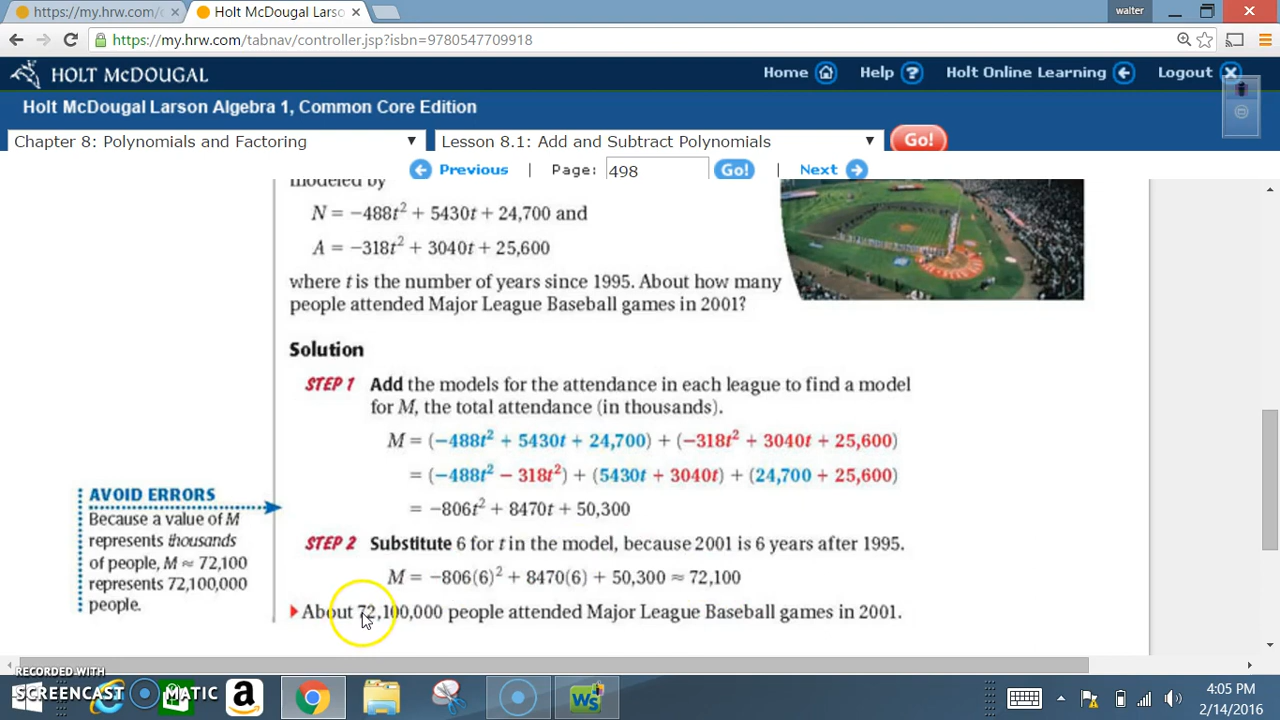 https://my.hrw.com/
Holt McDougal Larso
walter
https://my.hrw.com/tabnav/controller.jsp?isbn=9780547709918
HOLT MCDOUGAL
Home
Help ?
Holt Online Learning
Logout
Holt McDougal Larson Algebra 1, Common Core Edition
Chapter 8: Polynomials and Factoring
Lesson 8.1: Add and Subtract Polynomials
Go!
Previous | Page: 498 Go! | Next
modeled by
N = −488t² + 5430t + 24,700 and
A = −318t² + 3040t + 25,600
where t is the number of years since 1995. About how many
people attended Major League Baseball games in 2001?
Solution
STEP 1 Add the models for the attendance in each league to find a model
for M, the total attendance (in thousands).
M = (−488t² + 5430t + 24,700) + (−318t² + 3040t + 25,600)
= (−488t² − 318t²) + (5430t + 3040t) + (24,700 + 25,600)
= −806t² + 8470t + 50,300
STEP 2 Substitute 6 for t in the model, because 2001 is 6 years after 1995.
M = −806(6)² + 8470(6) + 50,300 ≈ 72,100
About 72,100,000 people attended Major League Baseball games in 2001.
AVOID ERRORS
Because a value of M
represents thousands
of people, M ≈ 72,100
represents 72,100,000
people.
RECORDED WITH
SCREENCAST MATIC
4:05 PM
2/14/2016